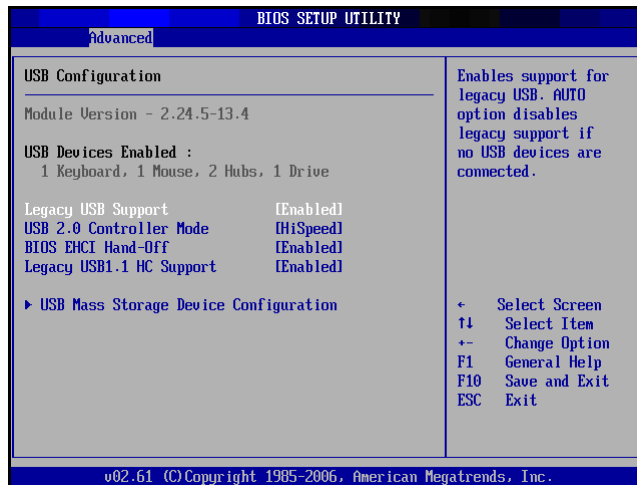 BIOS SETUP UTILITY
Advanced
USB Configuration
Module Version - 2.24.5-13.4
USB Devices Enabled :
1 Keyboard, 1 Mouse, 2 Hubs, 1 Drive
Legacy USB Support [Enabled]
USB 2.0 Controller Mode [HiSpeed]
BIOS EHCI Hand-Off [Enabled]
Legacy USB1.1 HC Support [Enabled]
▶ USB Mass Storage Device Configuration
Enables support for
legacy USB. AUTO
option disables
legacy support if
no USB devices are
connected.
← Select Screen
↑↓ Select Item
+- Change Option
F1 General Help
F10 Save and Exit
ESC Exit
v02.61 (C)Copyright 1985-2006, American Megatrends, Inc.